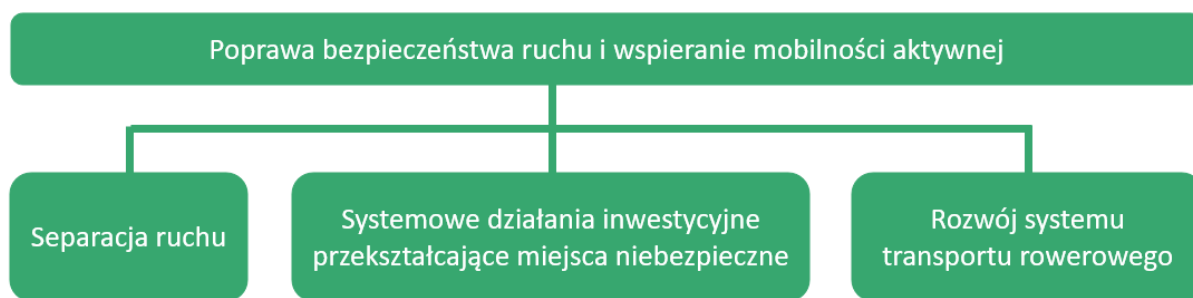 Poprawa bezpieczeństwa ruchu i wspieranie mobilności aktywnej
Separacja ruchu
Systemowe działania inwestycyjne
przekształcające miejsca niebezpieczne
Rozwój systemu
transportu rowerowego